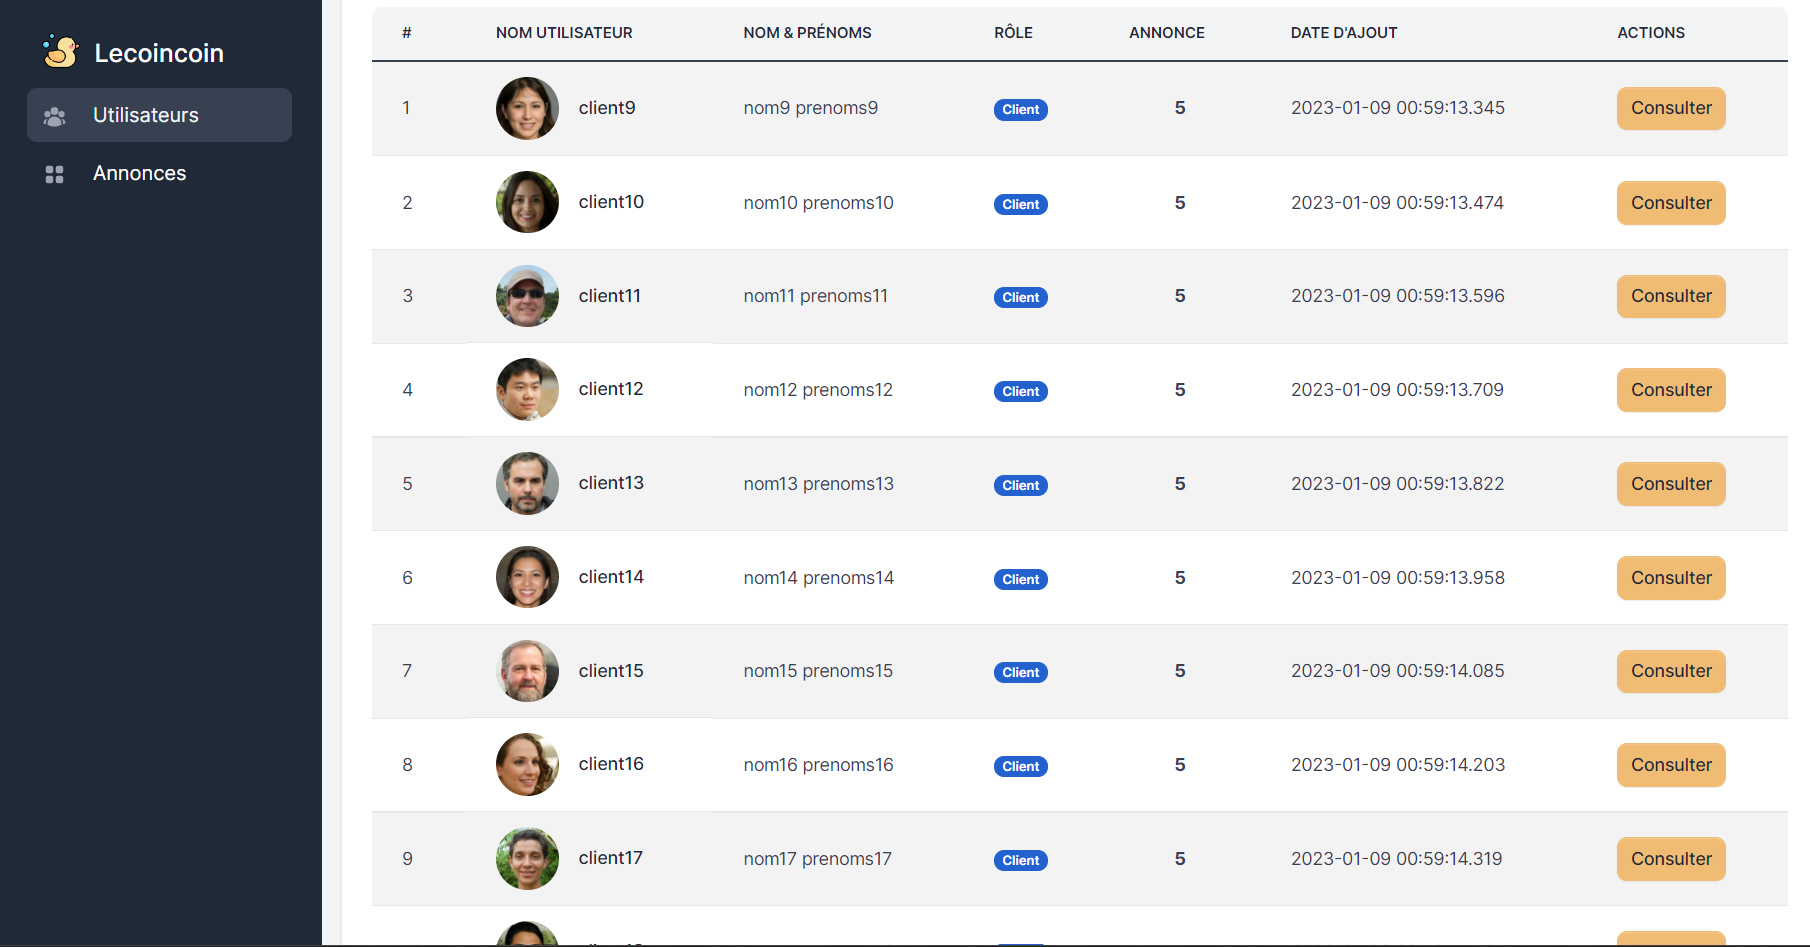 Lecoincoin
Utilisateurs
Annonces
# NOM UTILISATEUR NOM & PRÉNOMS RÔLE ANNONCE DATE D'AJOUT ACTIONS
1 client9 nom9 prenoms9 Client 5 2023-01-09 00:59:13.345 Consulter
2 client10 nom10 prenoms10 Client 5 2023-01-09 00:59:13.474 Consulter
3 client11 nom11 prenoms11 Client 5 2023-01-09 00:59:13.596 Consulter
4 client12 nom12 prenoms12 Client 5 2023-01-09 00:59:13.709 Consulter
5 client13 nom13 prenoms13 Client 5 2023-01-09 00:59:13.822 Consulter
6 client14 nom14 prenoms14 Client 5 2023-01-09 00:59:13.958 Consulter
7 client15 nom15 prenoms15 Client 5 2023-01-09 00:59:14.085 Consulter
8 client16 nom16 prenoms16 Client 5 2023-01-09 00:59:14.203 Consulter
9 client17 nom17 prenoms17 Client 5 2023-01-09 00:59:14.319 Consulter